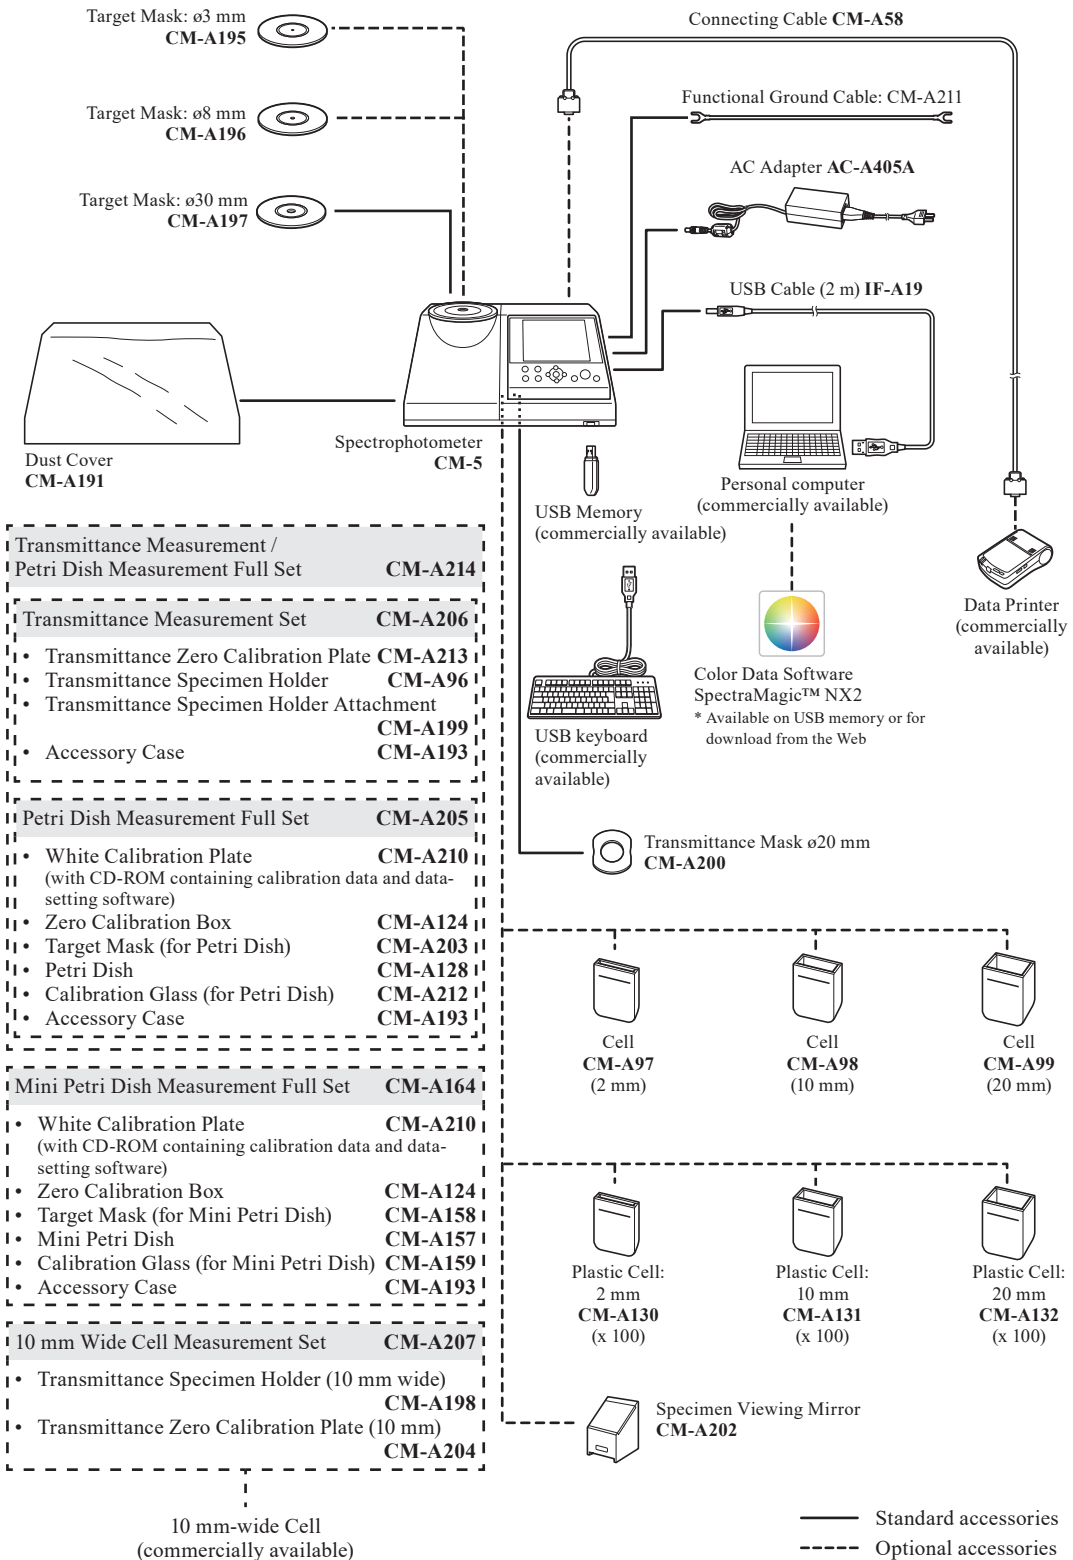 Target Mask: ø3 mm
CM-A195
Target Mask: ø8 mm
CM-A196
Target Mask: ø30 mm
CM-A197
Connecting Cable CM-A58
Functional Ground Cable: CM-A211
AC Adapter AC-A405A
USB Cable (2 m) IF-A19
Dust Cover
CM-A191
Spectrophotometer
CM-5
USB Memory
(commercially available)
Personal computer
(commercially available)
Data Printer
(commercially
available)
USB keyboard
(commercially
available)
Color Data Software
SpectraMagic™ NX2
* Available on USB memory or for
download from the Web
Transmittance Measurement /
Petri Dish Measurement Full Set CM-A214
Transmittance Measurement Set CM-A206
• Transmittance Zero Calibration Plate CM-A213
• Transmittance Specimen Holder CM-A96
• Transmittance Specimen Holder Attachment
CM-A199
• Accessory Case CM-A193
Petri Dish Measurement Full Set CM-A205
• White Calibration Plate CM-A210
(with CD-ROM containing calibration data and data-
setting software)
• Zero Calibration Box CM-A124
• Target Mask (for Petri Dish) CM-A203
• Petri Dish CM-A128
• Calibration Glass (for Petri Dish) CM-A212
• Accessory Case CM-A193
Mini Petri Dish Measurement Full Set CM-A164
• White Calibration Plate CM-A210
(with CD-ROM containing calibration data and data-
setting software)
• Zero Calibration Box CM-A124
• Target Mask (for Mini Petri Dish) CM-A158
• Mini Petri Dish CM-A157
• Calibration Glass (for Mini Petri Dish) CM-A159
• Accessory Case CM-A193
10 mm Wide Cell Measurement Set CM-A207
• Transmittance Specimen Holder (10 mm wide)
CM-A198
• Transmittance Zero Calibration Plate (10 mm)
CM-A204
10 mm-wide Cell
(commercially available)
Transmittance Mask ø20 mm
CM-A200
Cell
CM-A97
(2 mm)
Cell
CM-A98
(10 mm)
Cell
CM-A99
(20 mm)
Plastic Cell:
2 mm
CM-A130
(x 100)
Plastic Cell:
10 mm
CM-A131
(x 100)
Plastic Cell:
20 mm
CM-A132
(x 100)
Specimen Viewing Mirror
CM-A202
Standard accessories
Optional accessories